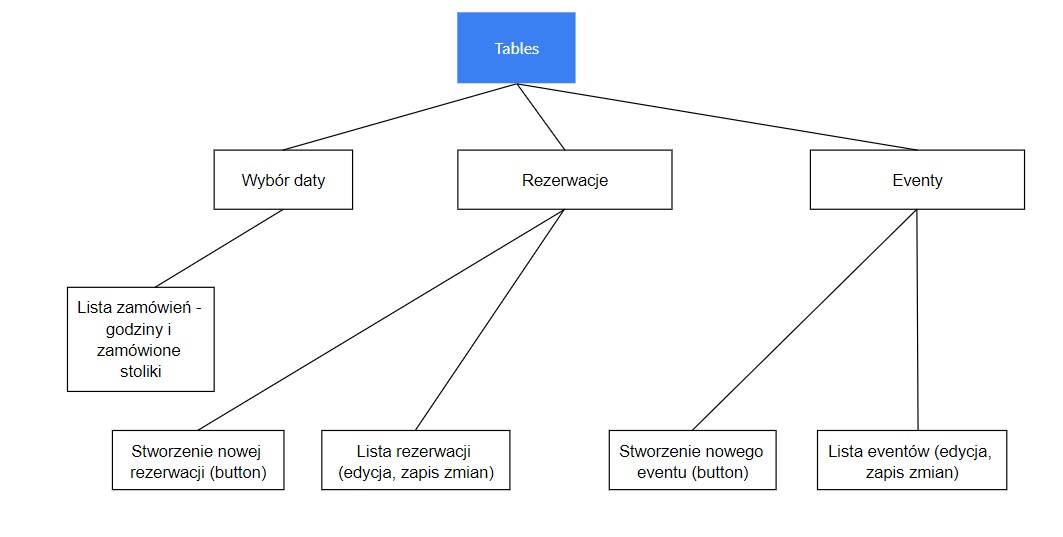 Tables
Wybór daty
Rezerwacje
Eventy
Lista zamówień -
godziny i
zamówione
stoliki
Stworzenie nowej
rezerwacji (button)
Lista rezerwacji
(edycja, zapis zmian)
Stworzenie nowego
eventu (button)
Lista eventów (edycja,
zapis zmian)